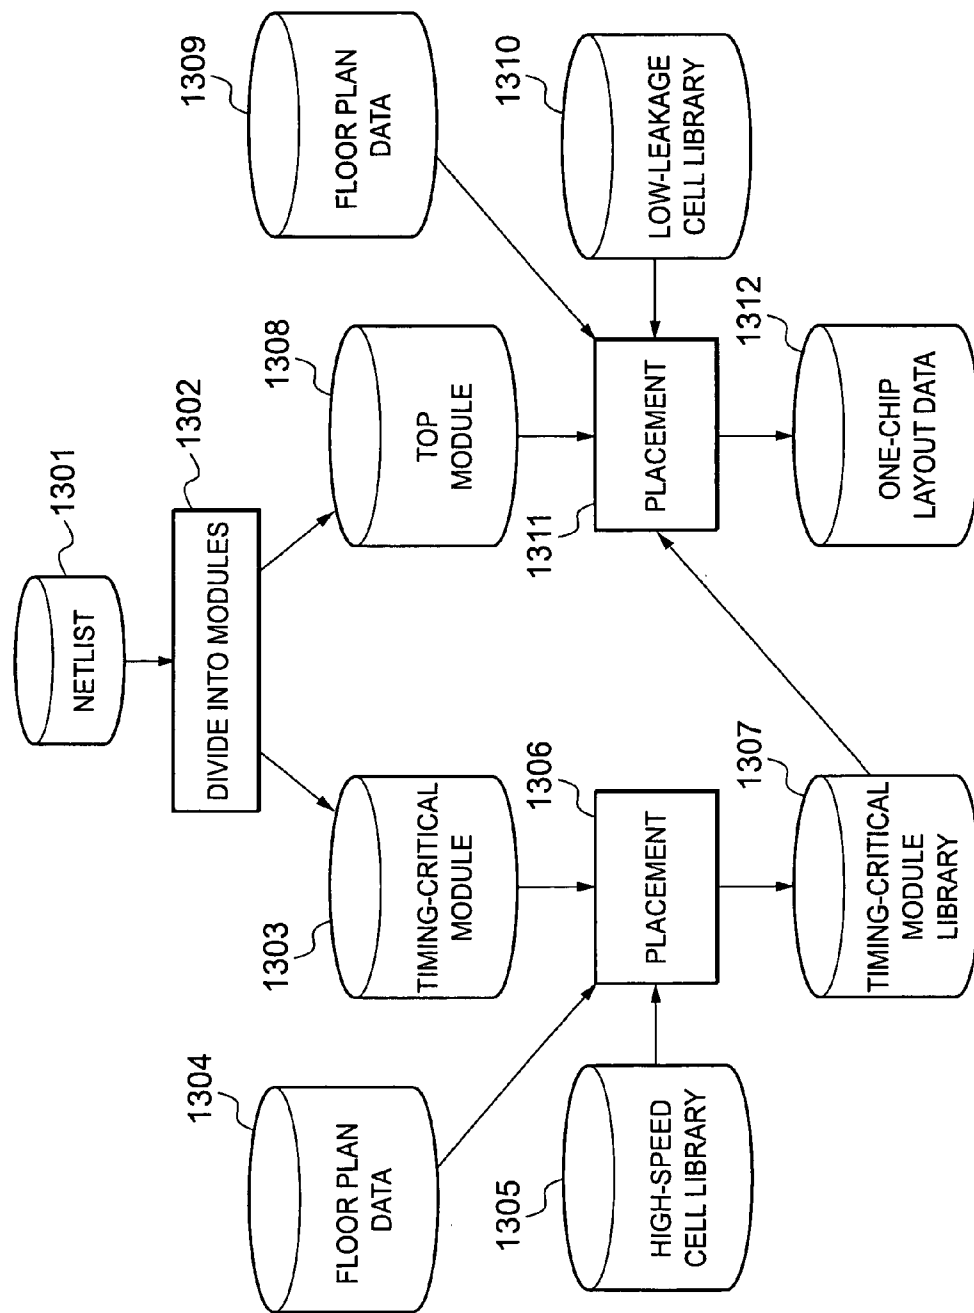 1301
NETLIST
1302
DIVIDE INTO MODULES
1303
TIMING-CRITICAL
MODULE
1308
TOP
MODULE
1304
FLOOR PLAN
DATA
1309
FLOOR PLAN
DATA
1305
HIGH-SPEED
CELL LIBRARY
1306
PLACEMENT
1311
PLACEMENT
1310
LOW-LEAKAGE
CELL LIBRARY
1307
TIMING-CRITICAL
MODULE
LIBRARY
1312
ONE-CHIP
LAYOUT DATA